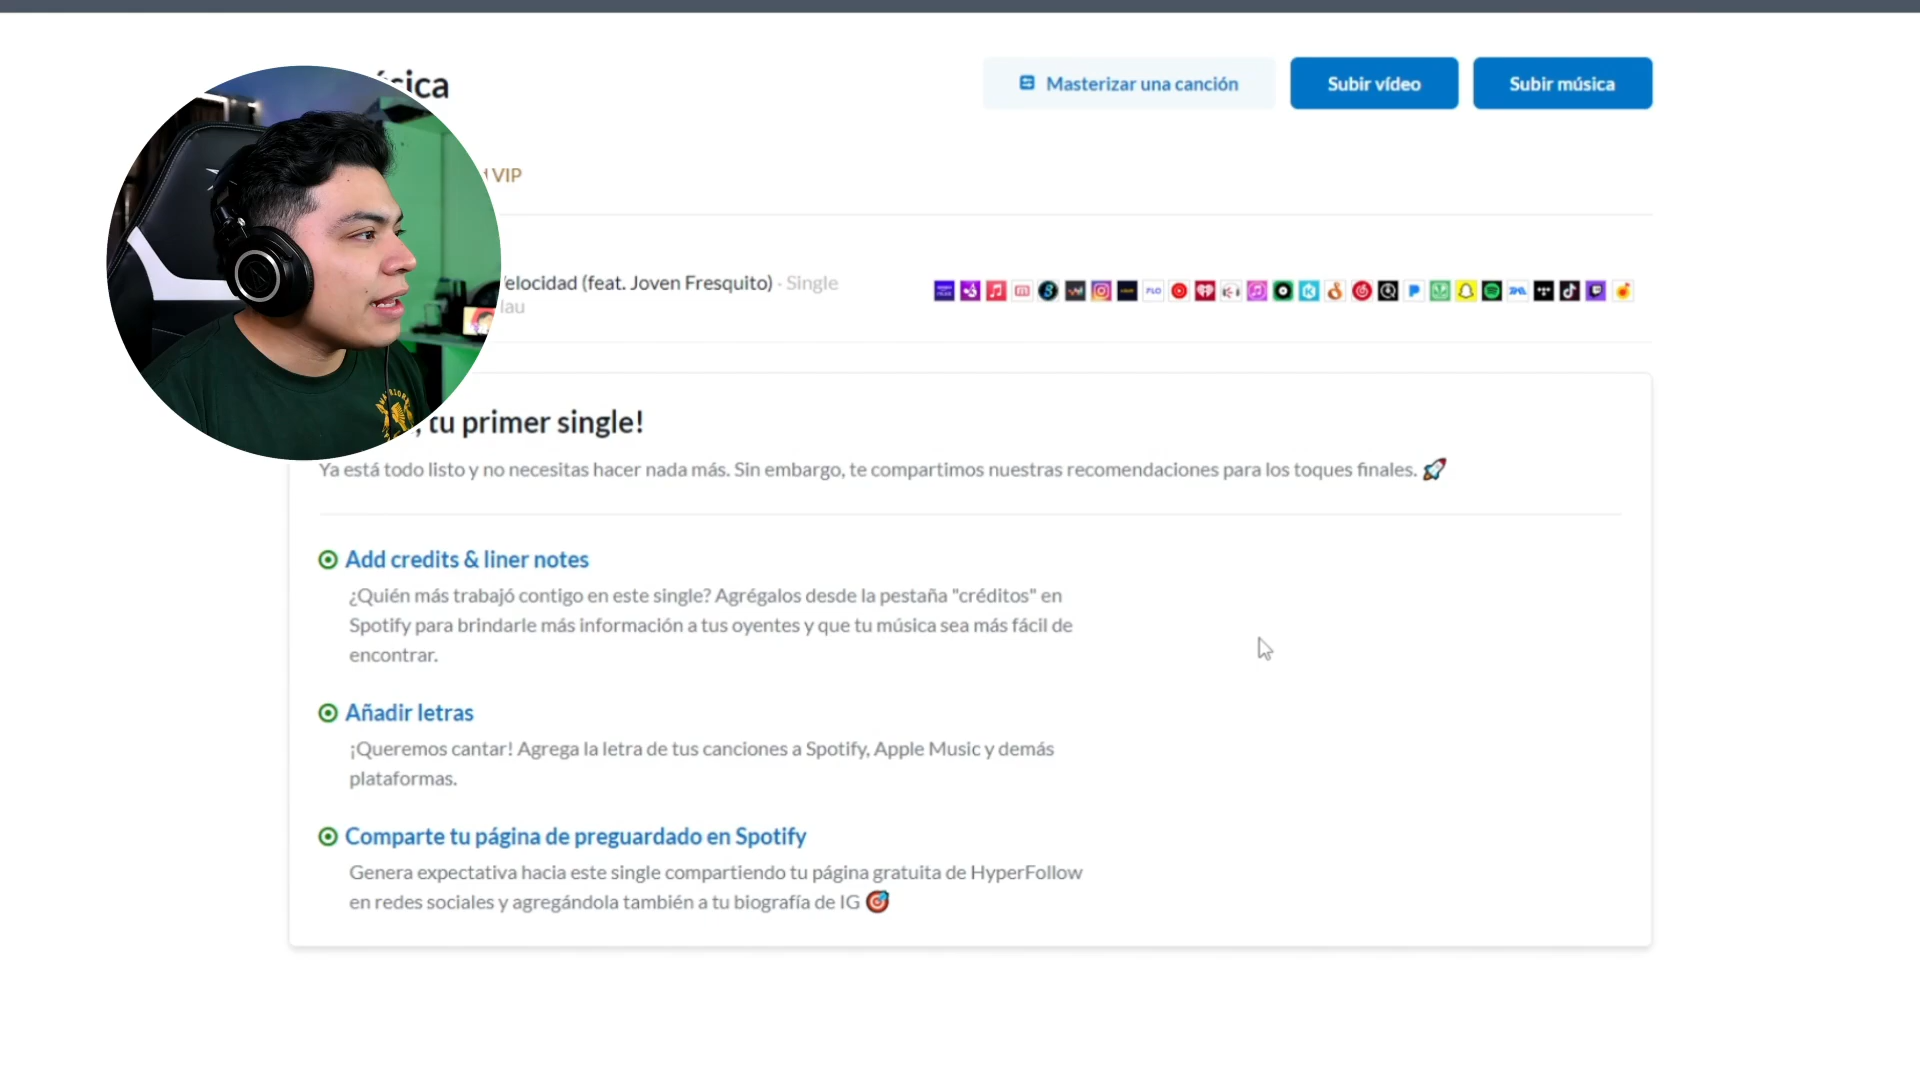 Masterizar una canción
Subir vídeo
Subir música
VIP
(feat. Joven Fresquito) · Single
tu primer single!
Ya está todo listo y no necesitas hacer nada más. Sin embargo, te compartimos nuestras recomendaciones para los toques finales. 🚀
Add credits & liner notes
¿Quién más trabajó contigo en este single? Agrégalos desde la pestaña "créditos" en
Spotify para brindarle más información a tus oyentes y que tu música sea más fácil de
encontrar.
Añadir letras
¡Queremos cantar! Agrega la letra de tus canciones a Spotify, Apple Music y demás
plataformas.
Comparte tu página de preguardado en Spotify
Genera expectativa hacia este single compartiendo tu página gratuita de HyperFollow
en redes sociales y agregándola también a tu biografía de IG 🎯